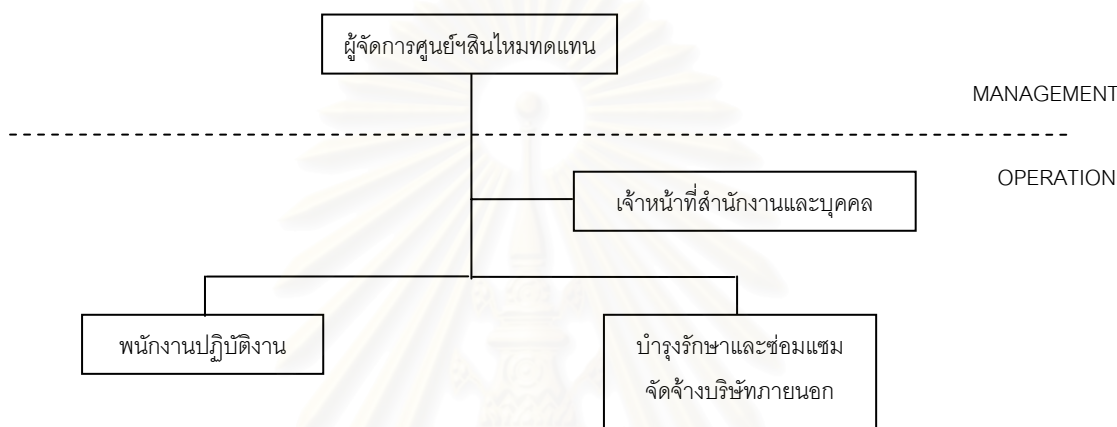 ผู้จัดการศูนย์ฯสินไหมทดแทน
MANAGEMENT
OPERATION
เจ้าหน้าที่สำนักงานและบุคคล
พนักงานปฏิบัติงาน
บำรุงรักษาและซ่อมแซม
จัดจ้างบริษัทภายนอก